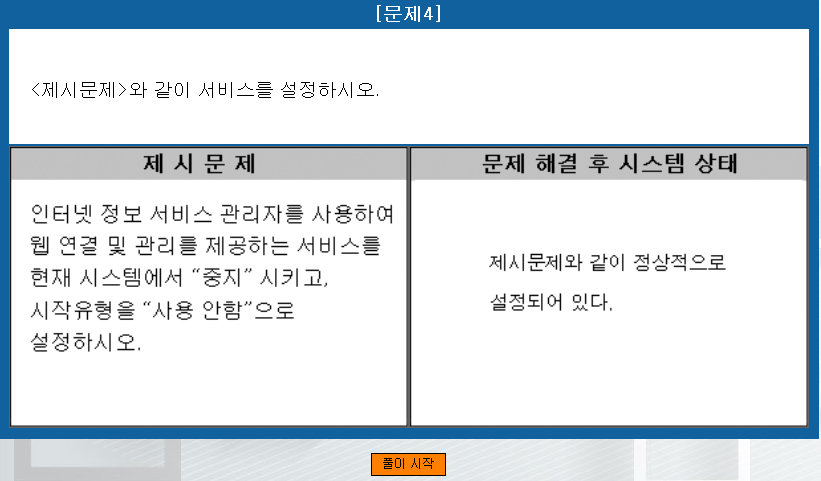 [문제4]
<제시문제>와 같이 서비스를 설정하시오.
제 시 문 제
인터넷 정보 서비스 관리자를 사용하여
웹 연결 및 관리를 제공하는 서비스를
현재 시스템에서 “중지” 시키고,
시작유형을 “사용 안함”으로
설정하시오.
문제 해결 후 시스템 상태
제시문제와 같이 정상적으로
설정되어 있다.
풀이 시작